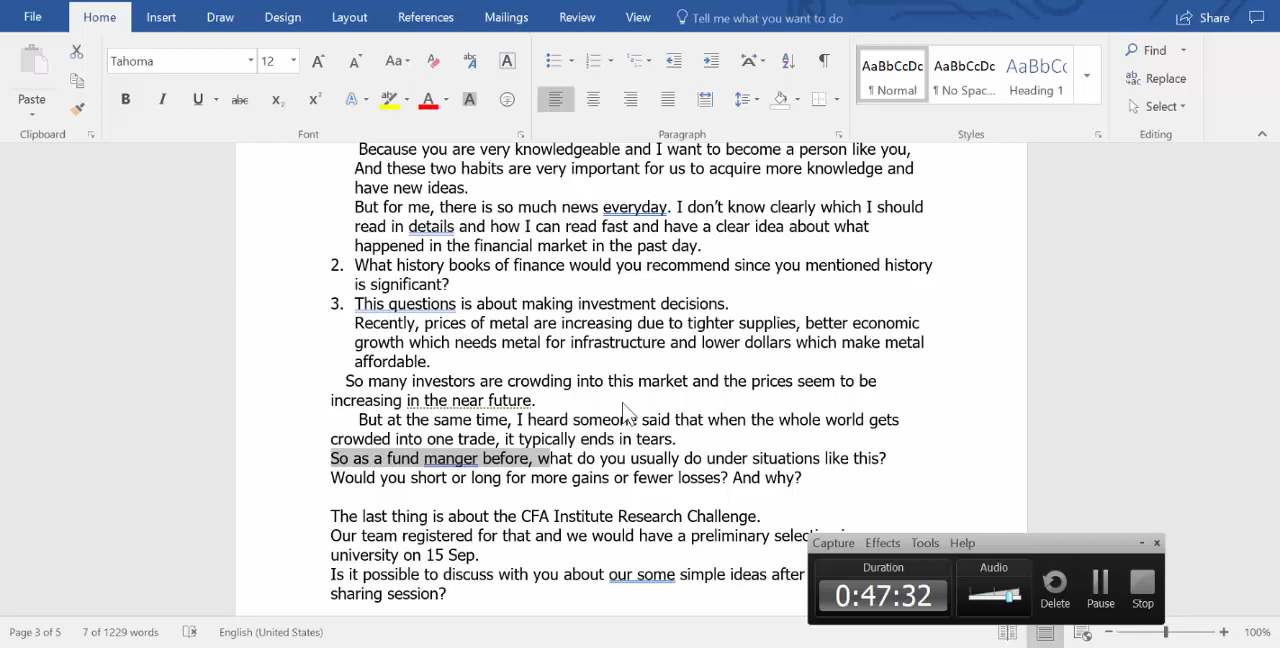 File Home Insert Draw Design Layout References Mailings Review View Tell me what you want to do Share
Tahoma 12 Aa Find
AaBbCcDc AaBbCcDc AaBbCc Replace
Paste B I U abc X₂ X² A A A ¶ Normal ¶ No Spac... Heading 1 Select
Clipboard Font Paragraph Styles Editing
Because you are very knowledgeable and I want to become a person like you,
And these two habits are very important for us to acquire more knowledge and
have new ideas.
But for me, there is so much news everyday. I don’t know clearly which I should
read in details and how I can read fast and have a clear idea about what
happened in the financial market in the past day.
2. What history books of finance would you recommend since you mentioned history
is significant?
3. This questions is about making investment decisions.
Recently, prices of metal are increasing due to tighter supplies, better economic
growth which needs metal for infrastructure and lower dollars which make metal
affordable.
So many investors are crowding into this market and the prices seem to be
increasing in the near future.
But at the same time, I heard someone said that when the whole world gets
crowded into one trade, it typically ends in tears.
So as a fund manger before, what do you usually do under situations like this?
Would you short or long for more gains or fewer losses? And why?
The last thing is about the CFA Institute Research Challenge.
Our team registered for that and we would have a preliminary
university on 15 Sep.
Is it possible to discuss with you about our some simple ideas after
sharing session?
Capture Effects Tools Help - x
Duration Audio
0:47:32
Delete Pause Stop
Page 3 of 5 7 of 1229 words English (United States) 100%